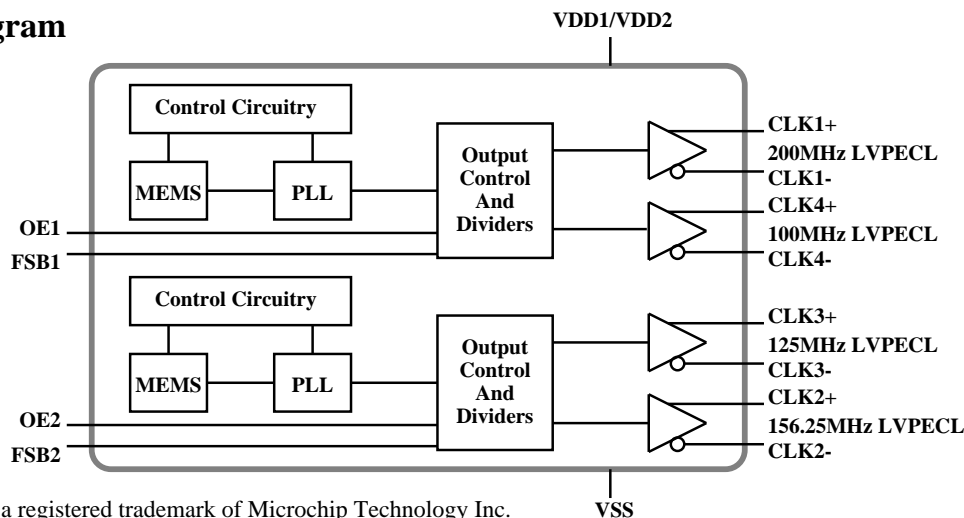 gram
VDD1/VDD2
Control Circuitry
MEMS
PLL
Output
Control
And
Dividers
CLK1+
200MHz LVPECL
CLK1-
CLK4+
100MHz LVPECL
CLK4-
OE1
FSB1
Control Circuitry
MEMS
PLL
Output
Control
And
Dividers
CLK3+
125MHz LVPECL
CLK3-
CLK2+
156.25MHz LVPECL
CLK2-
OE2
FSB2
VSS
a registered trademark of Microchip Technology Inc.